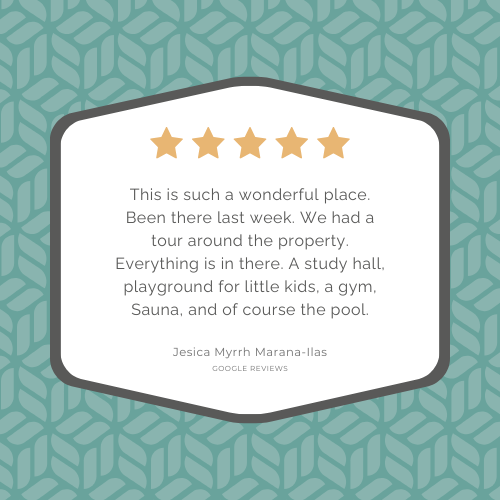 This is such a wonderful place.
Been there last week. We had a
tour around the property.
Everything is in there. A study hall,
playground for little kids, a gym,
Sauna, and of course the pool.
Jesica Myrrh Marana-Ilas
GOOGLE REVIEWS